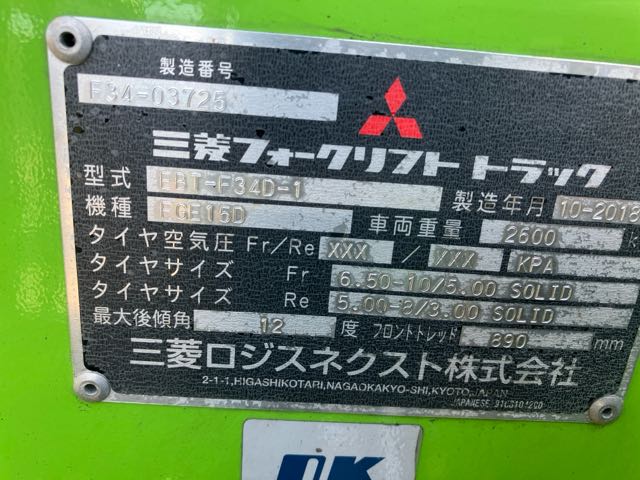 製造番号
F34-03725
三菱フォークリフト トラック
型式 EBT-F34D-1 製造年月 10-2018
機種 FGE15D 車両重量 2600
タイヤ空気圧 Fr/Re XXX / XXX KPA
タイヤサイズ Fr 6.50-10/5.00 SOLID
タイヤサイズ Re 5.00-8/3.00 SOLID
最大後傾角 12 度 フロントトレッド 890 mm
三菱ロジスネクスト株式会社
2-1-1,HIGASHIKOTARI,NAGAOKAKYO-SHI,KYOTO,JAPAN
JAPANESE